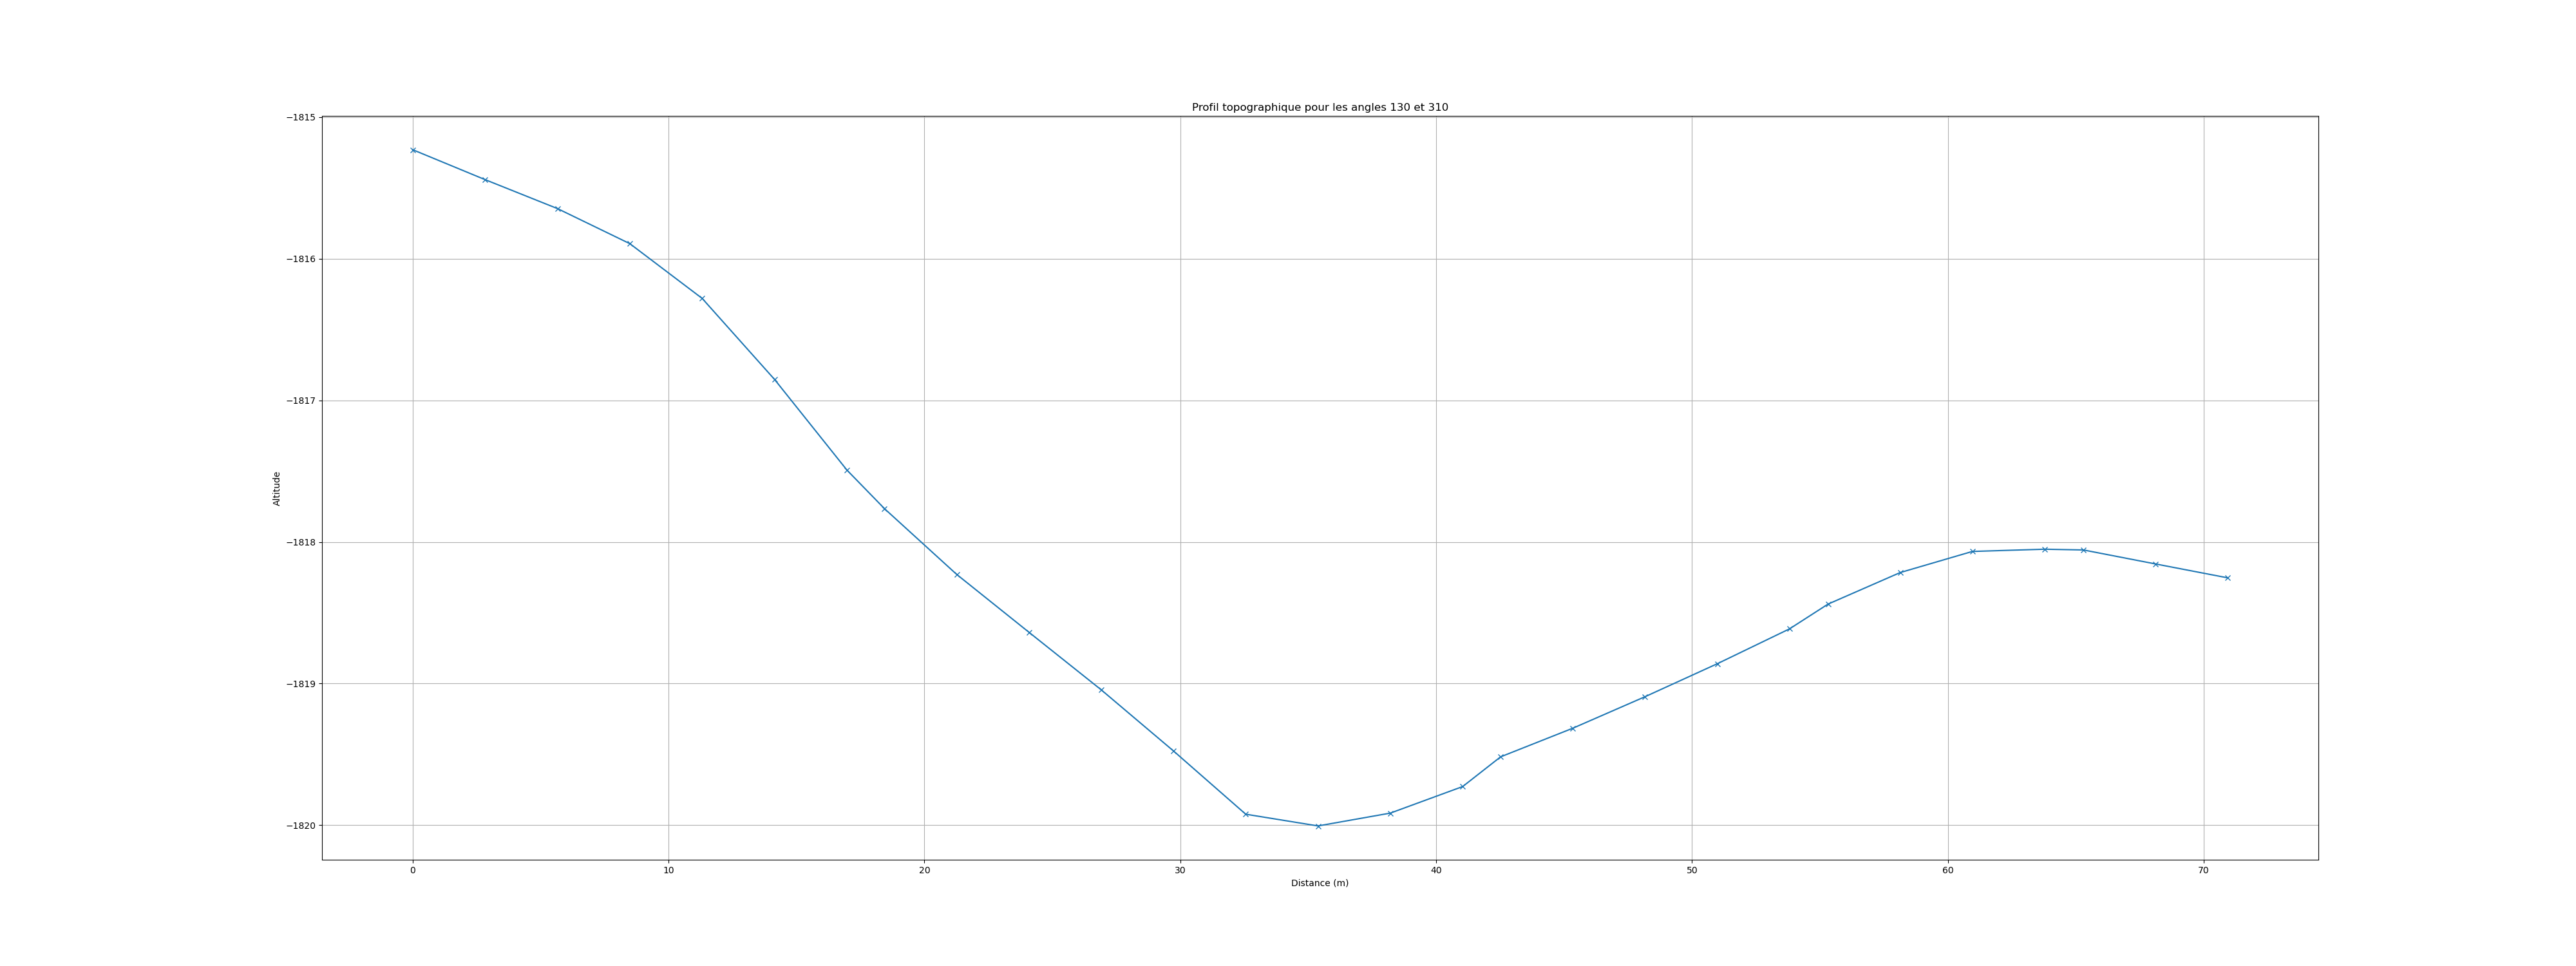 Profil topographique pour les angles 130 et 310
−1815
−1816
−1817
−1818
−1819
−1820
Altitude
0 10 20 30 40 50 60 70
Distance (m)